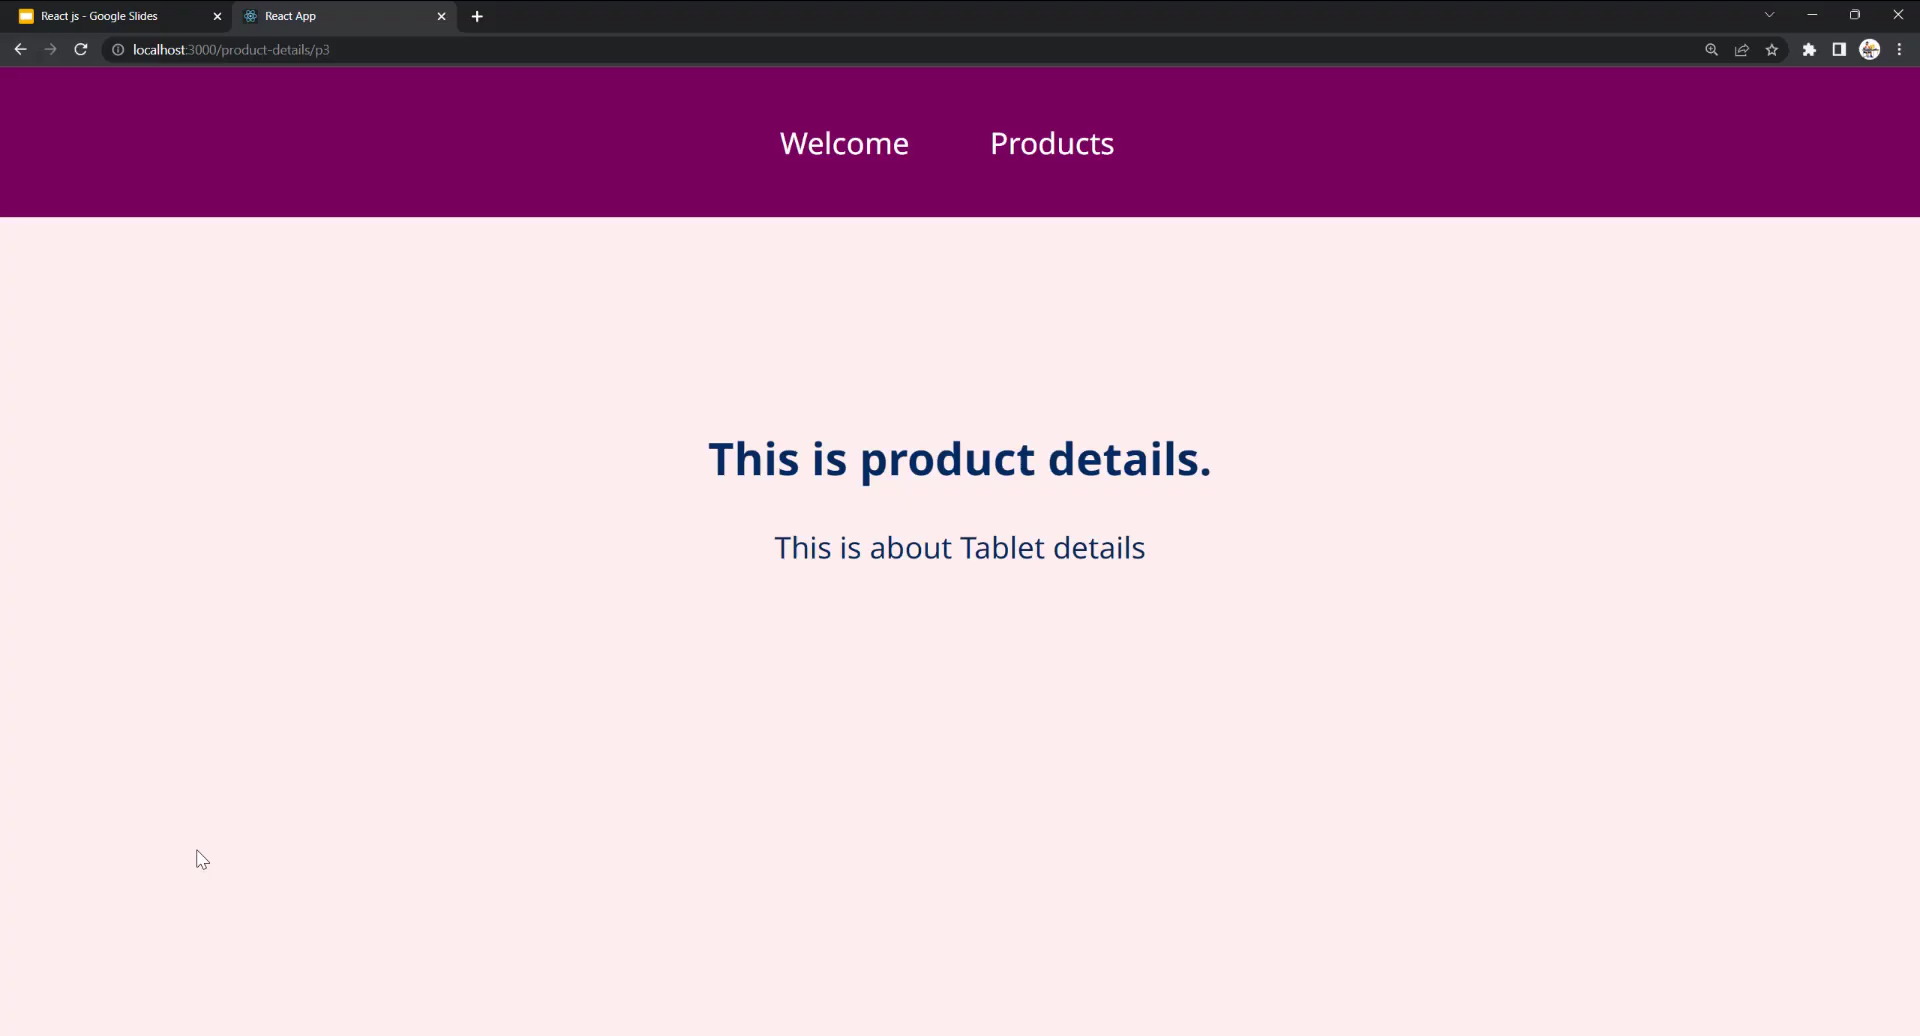 React js - Google Slides
React App
localhost:3000/product-details/p3
Welcome
Products
This is product details.
This is about Tablet details